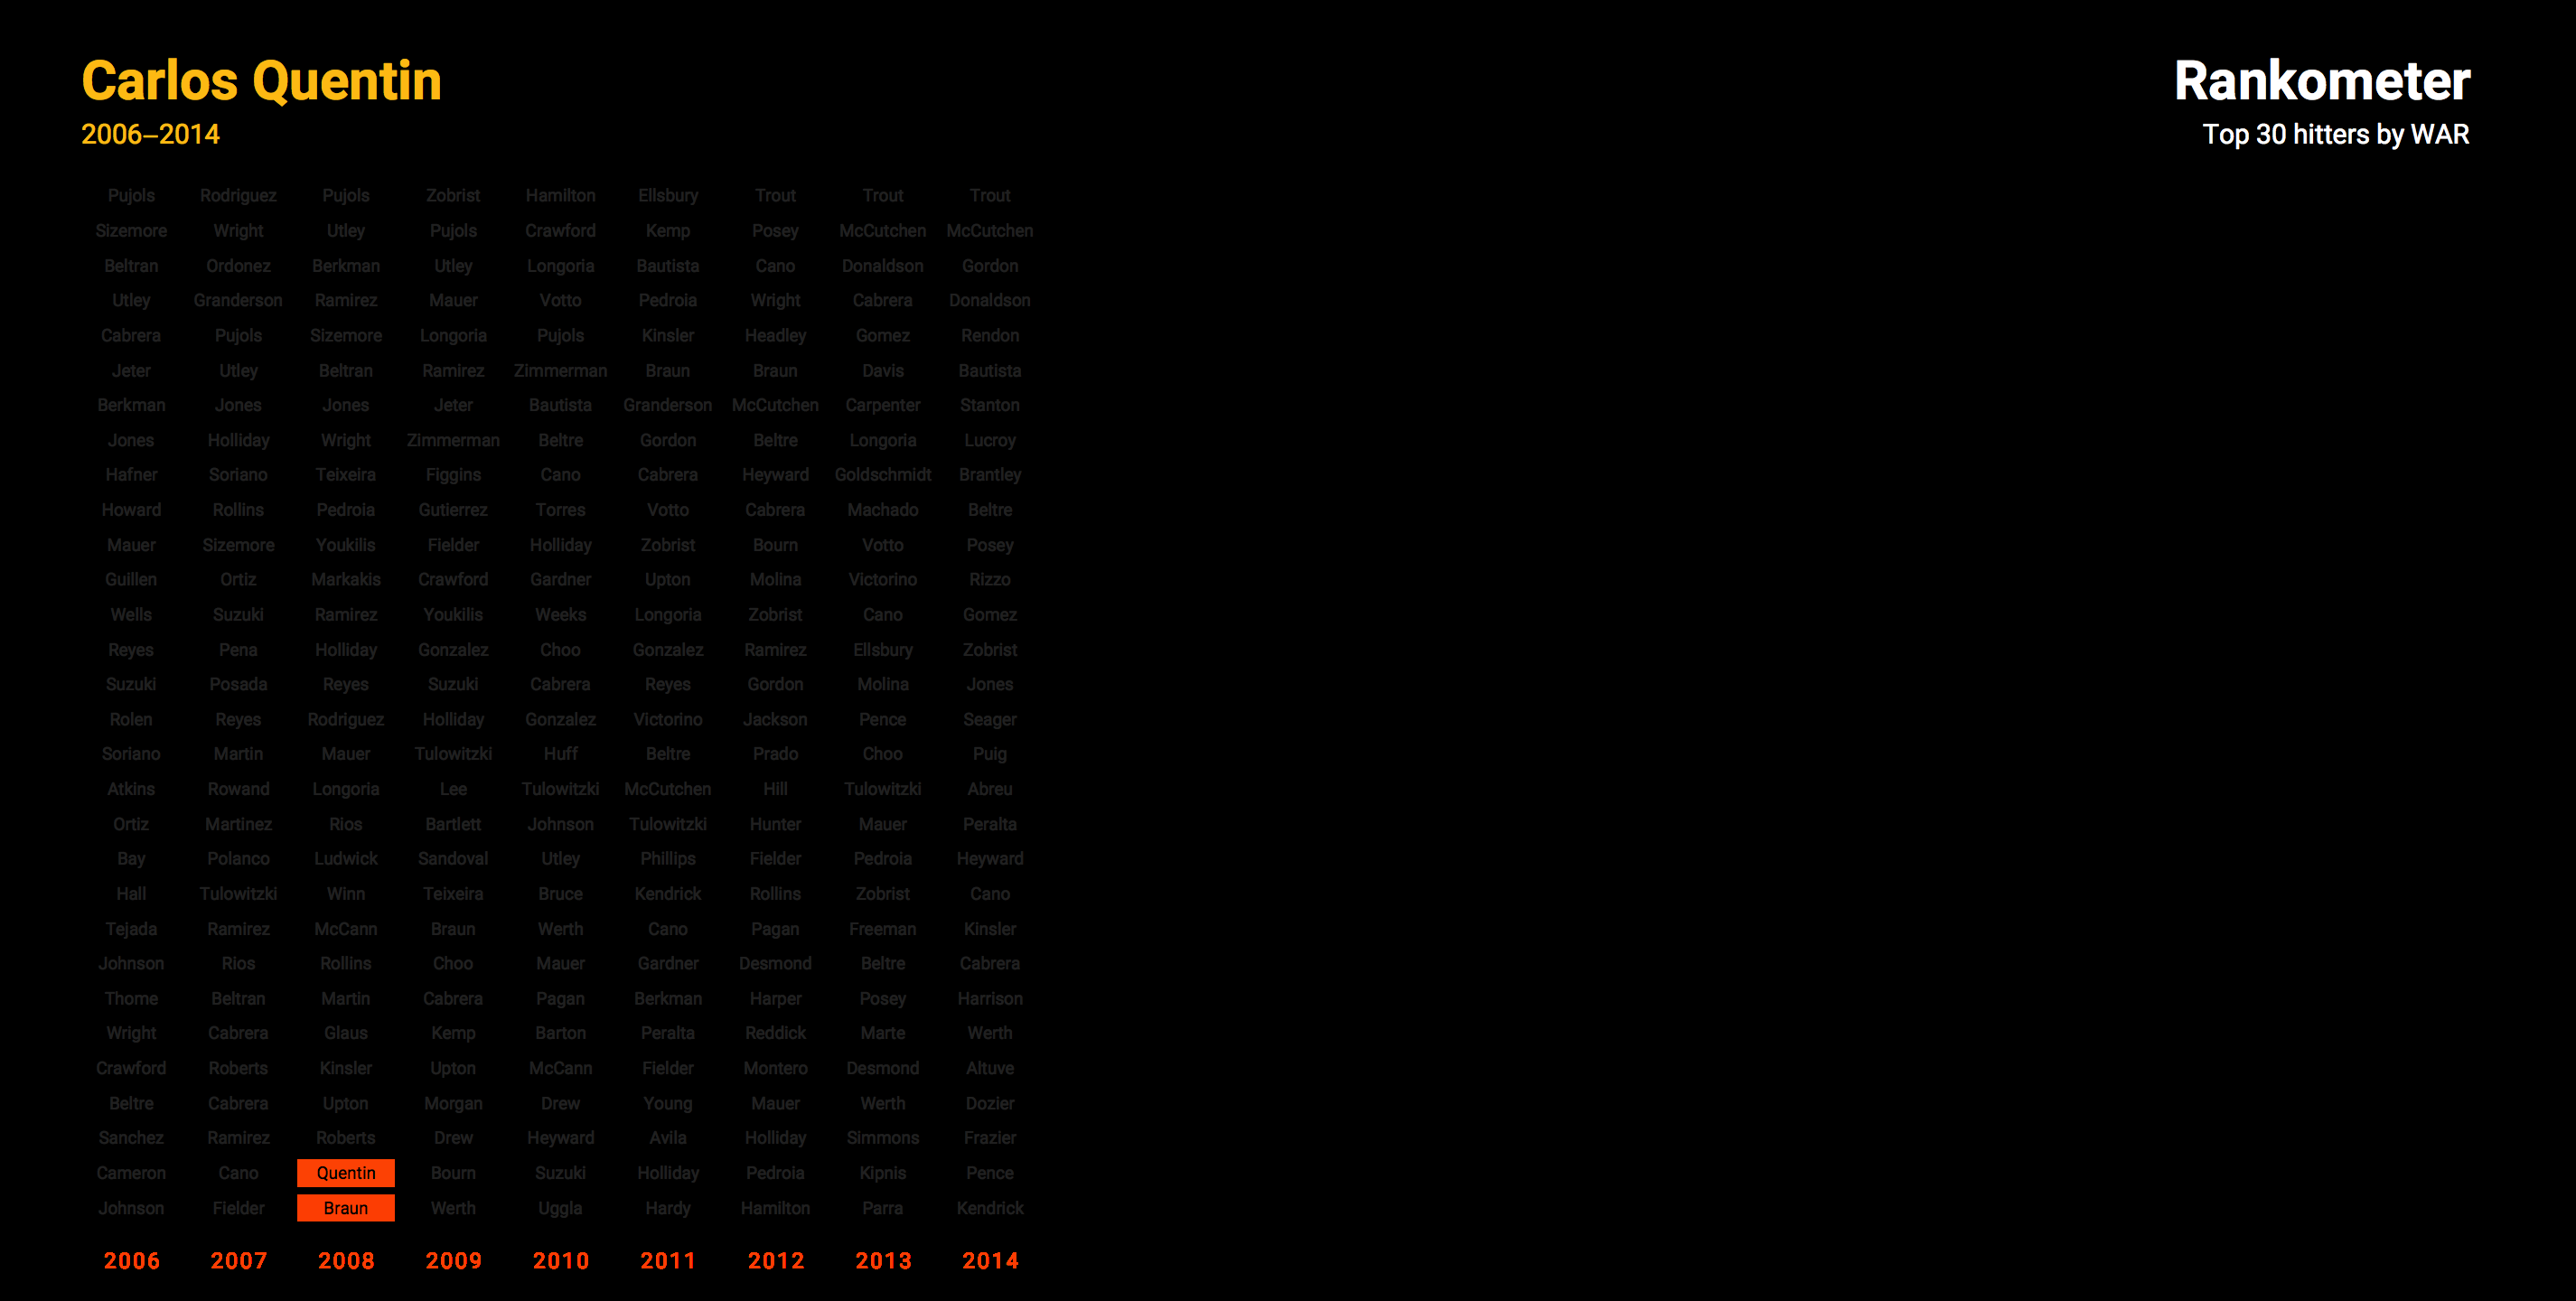 Carlos Quentin
2006–2014
Rankometer
Top 30 hitters by WAR
Pujols Rodriguez Pujols Zobrist Hamilton Ellsbury Trout Trout Trout
Sizemore Wright Utley Pujols Crawford Kemp Posey McCutchen McCutchen
Beltran Ordonez Berkman Utley Longoria Bautista Cano Donaldson Gordon
Utley Granderson Ramirez Mauer Votto Pedroia Wright Cabrera Donaldson
Cabrera Pujols Sizemore Longoria Pujols Kinsler Headley Gomez Rendon
Jeter Utley Beltran Ramirez Zimmerman Braun Braun Davis Bautista
Berkman Jones Jones Jeter Bautista Granderson McCutchen Carpenter Stanton
Jones Holliday Wright Zimmerman Beltre Gordon Beltre Longoria Lucroy
Hafner Soriano Teixeira Figgins Cano Cabrera Heyward Goldschmidt Brantley
Howard Rollins Pedroia Gutierrez Torres Votto Cabrera Machado Beltre
Mauer Sizemore Youkilis Fielder Holliday Zobrist Bourn Votto Posey
Guillen Ortiz Markakis Crawford Gardner Upton Molina Victorino Rizzo
Wells Suzuki Ramirez Youkilis Weeks Longoria Zobrist Cano Gomez
Reyes Pena Holliday Gonzalez Choo Gonzalez Ramirez Ellsbury Zobrist
Suzuki Posada Reyes Suzuki Cabrera Reyes Gordon Molina Jones
Rolen Reyes Rodriguez Holliday Gonzalez Victorino Jackson Pence Seager
Soriano Martin Mauer Tulowitzki Huff Beltre Prado Choo Puig
Atkins Rowand Longoria Lee Tulowitzki McCutchen Hill Tulowitzki Abreu
Ortiz Martinez Rios Bartlett Johnson Tulowitzki Hunter Mauer Peralta
Bay Polanco Ludwick Sandoval Utley Phillips Fielder Pedroia Heyward
Hall Tulowitzki Winn Teixeira Bruce Kendrick Rollins Zobrist Cano
Tejada Ramirez McCann Braun Werth Cano Pagan Freeman Kinsler
Johnson Rios Rollins Choo Mauer Gardner Desmond Beltre Cabrera
Thome Beltran Martin Cabrera Pagan Berkman Harper Posey Harrison
Wright Cabrera Glaus Kemp Barton Peralta Reddick Marte Werth
Crawford Roberts Kinsler Upton McCann Fielder Montero Desmond Altuve
Beltre Cabrera Upton Morgan Drew Young Mauer Werth Dozier
Sanchez Ramirez Roberts Drew Heyward Avila Holliday Simmons Frazier
Cameron Cano Quentin Bourn Suzuki Holliday Pedroia Kipnis Pence
Johnson Fielder Braun Werth Uggla Hardy Hamilton Parra Kendrick
2006 2007 2008 2009 2010 2011 2012 2013 2014